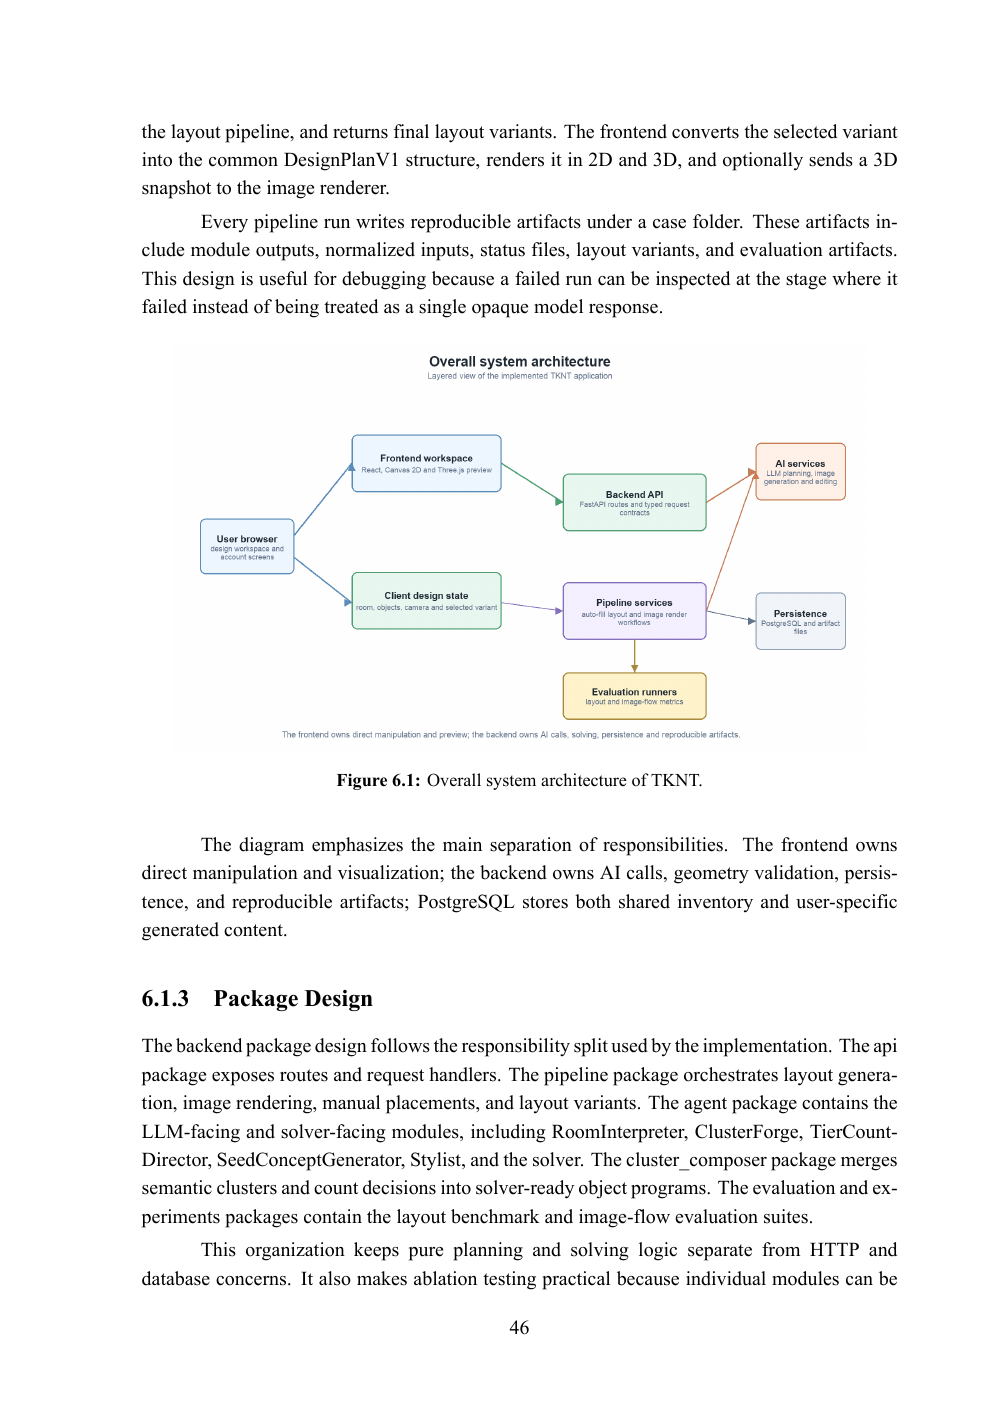 the layout pipeline, and returns final layout variants. The frontend converts the selected variant
into the common DesignPlanV1 structure, renders it in 2D and 3D, and optionally sends a 3D
snapshot to the image renderer.
Every pipeline run writes reproducible artifacts under a case folder. These artifacts in-
clude module outputs, normalized inputs, status files, layout variants, and evaluation artifacts.
This design is useful for debugging because a failed run can be inspected at the stage where it
failed instead of being treated as a single opaque model response.
Overall system architecture
Layered view of the implemented TKNT application
Frontend workspace
React, Canvas 2D and Three.js preview
AI services
LLM planning, image
generation and editing
Backend API
FastAPI routes and typed request
contracts
User browser
design workspace and
account screens
Client design state
room, objects, camera and selected variant
Pipeline services
auto-fill layout and image render
workflows
Persistence
PostgreSQL and artifact
files
Evaluation runners
layout and image-flow metrics
The frontend owns direct manipulation and preview; the backend owns AI calls, solving, persistence and reproducible artifacts.
Figure 6.1: Overall system architecture of TKNT.
The diagram emphasizes the main separation of responsibilities. The frontend owns
direct manipulation and visualization; the backend owns AI calls, geometry validation, persis-
tence, and reproducible artifacts; PostgreSQL stores both shared inventory and user-specific
generated content.
6.1.3 Package Design
The backend package design follows the responsibility split used by the implementation. The api
package exposes routes and request handlers. The pipeline package orchestrates layout genera-
tion, image rendering, manual placements, and layout variants. The agent package contains the
LLM-facing and solver-facing modules, including RoomInterpreter, ClusterForge, TierCount-
Director, SeedConceptGenerator, Stylist, and the solver. The cluster_composer package merges
semantic clusters and count decisions into solver-ready object programs. The evaluation and ex-
periments packages contain the layout benchmark and image-flow evaluation suites.
This organization keeps pure planning and solving logic separate from HTTP and
database concerns. It also makes ablation testing practical because individual modules can be
46